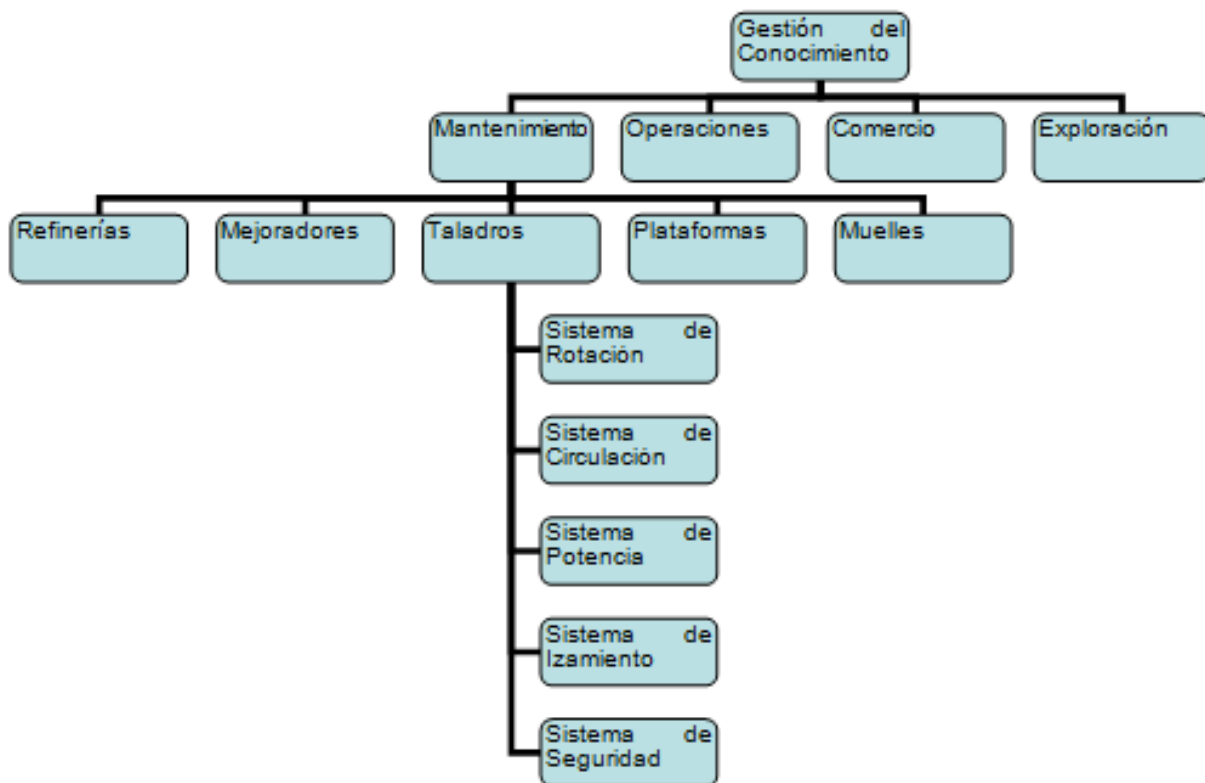 Gestión del
Conocimiento
Mantenimiento
Operaciones
Comercio
Exploración
Refinerías
Mejoradores
Taladros
Plataformas
Muelles
Sistema de
Rotación
Sistema de
Circulación
Sistema de
Potencia
Sistema de
Izamiento
Sistema de
Seguridad